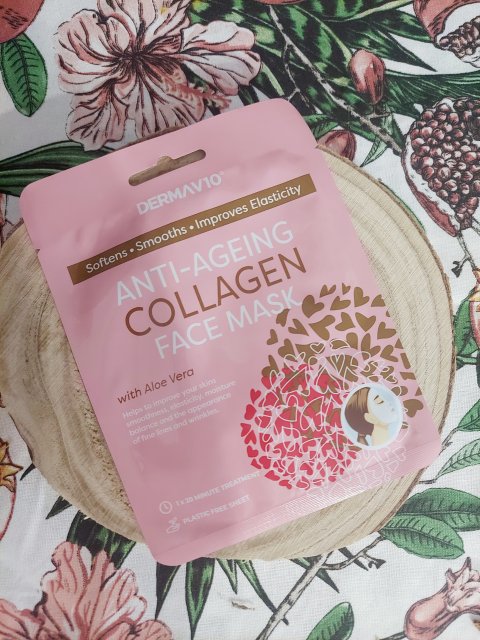 DERMAV10®
Softens • Smooths • Improves Elasticity
ANTI-AGEING
COLLAGEN
FACE MASK
with Aloe Vera
Helps to improve your skins
smoothness, elasticity, moisture
balance and the appearance
of fine lines and wrinkles.
1 x 20 MINUTE TREATMENT
PLASTIC FREE SHEET